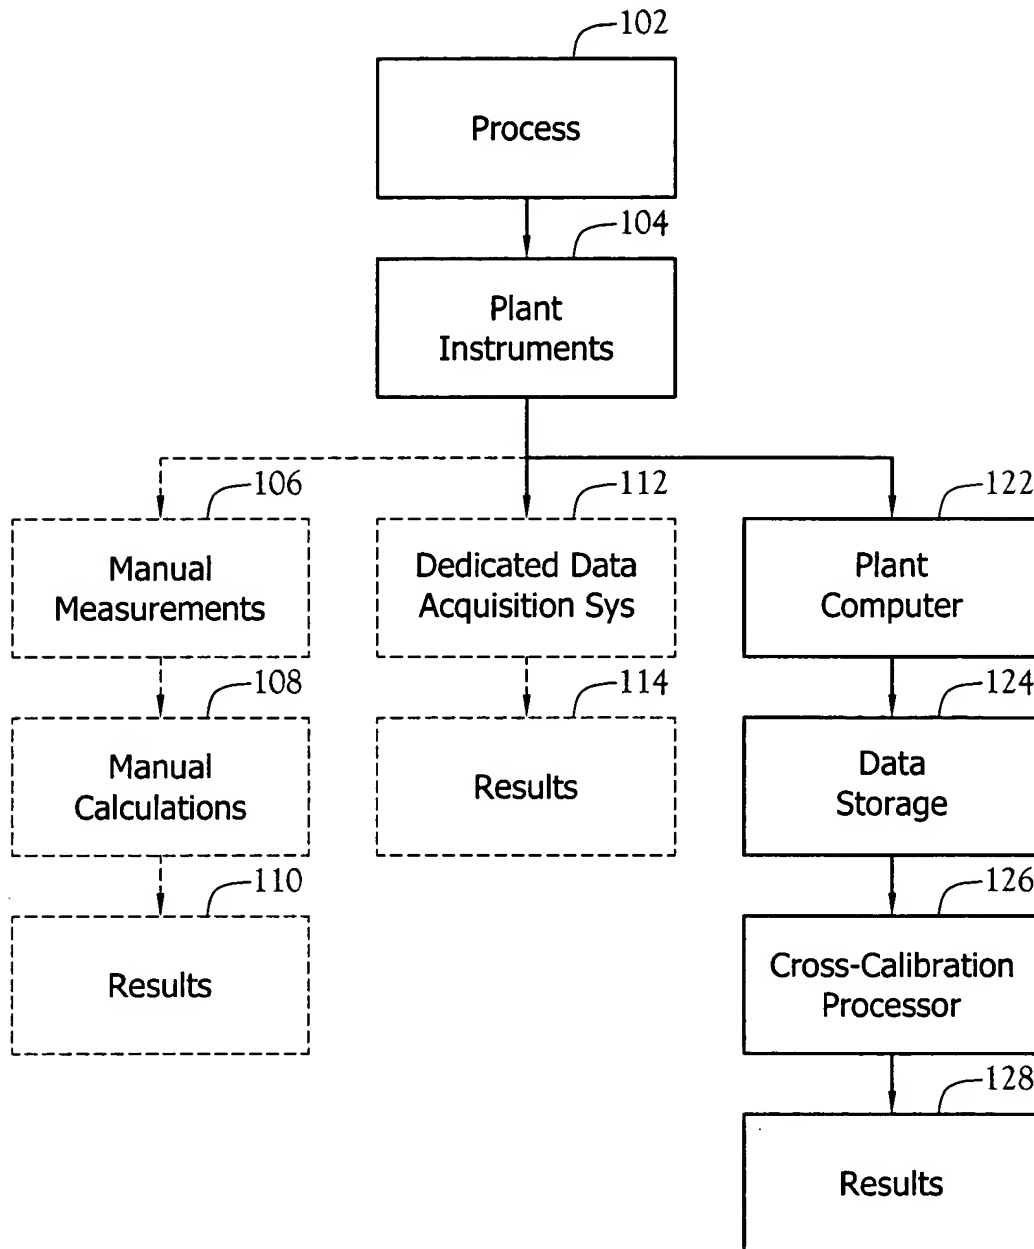 102
Process
104
Plant
Instruments
106
112
122
Manual
Measurements
Dedicated Data
Acquisition Sys
Plant
Computer
108
114
124
Manual
Calculations
Results
Data
Storage
110
126
Results
Cross-Calibration
Processor
128
Results